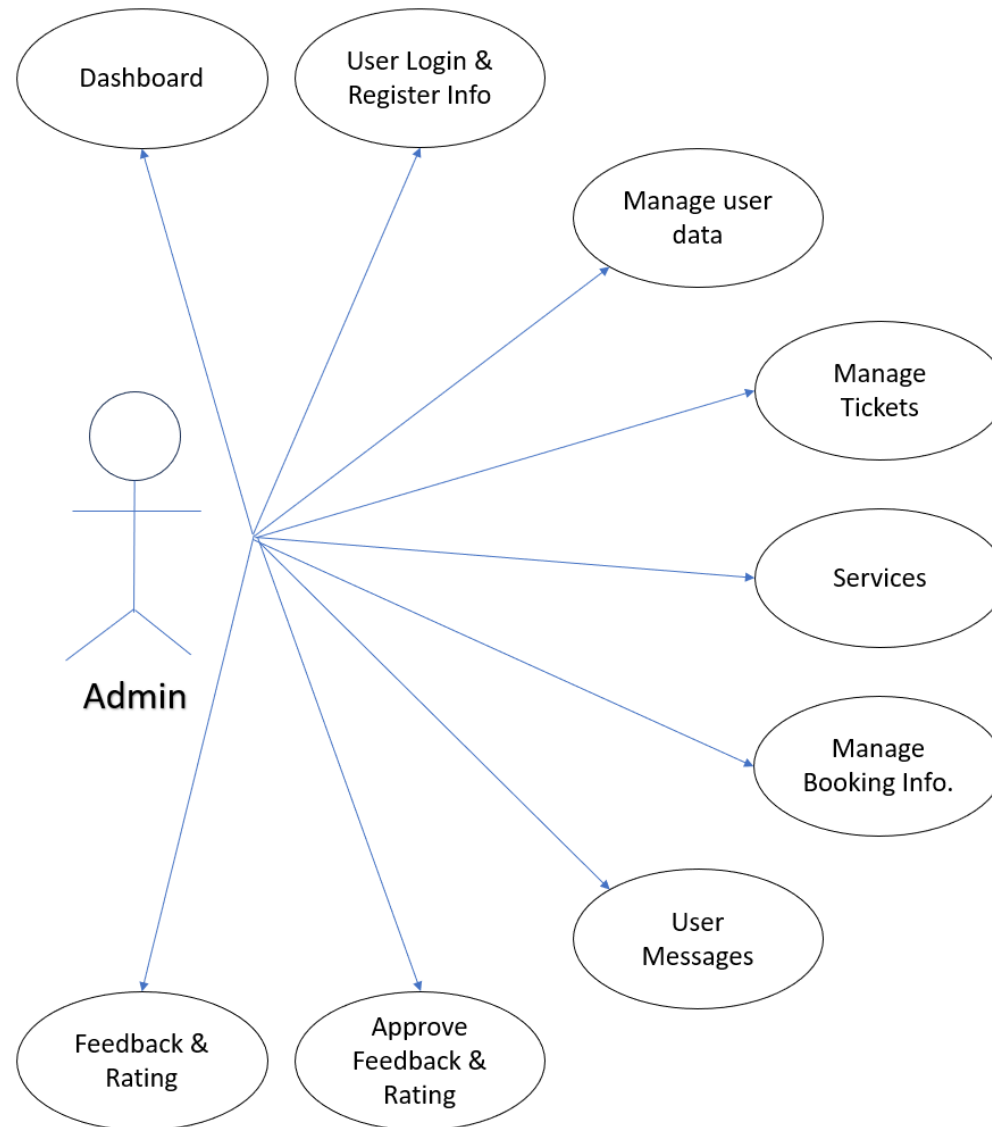 Dashboard
User Login &
Register Info
Manage user
data
Manage
Tickets
Services
Admin
Manage
Booking Info.
User
Messages
Feedback &
Rating
Approve
Feedback &
Rating